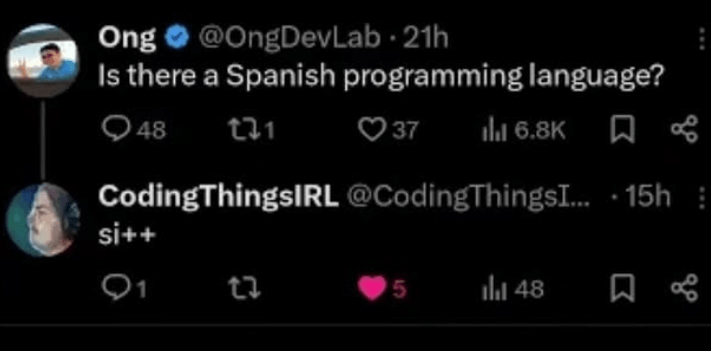 Ong @OngDevLab · 21h
Is there a Spanish programming language?
48 1 37 6.8K
CodingThingsIRL @CodingThingsI... · 15h
si++
1 5 48